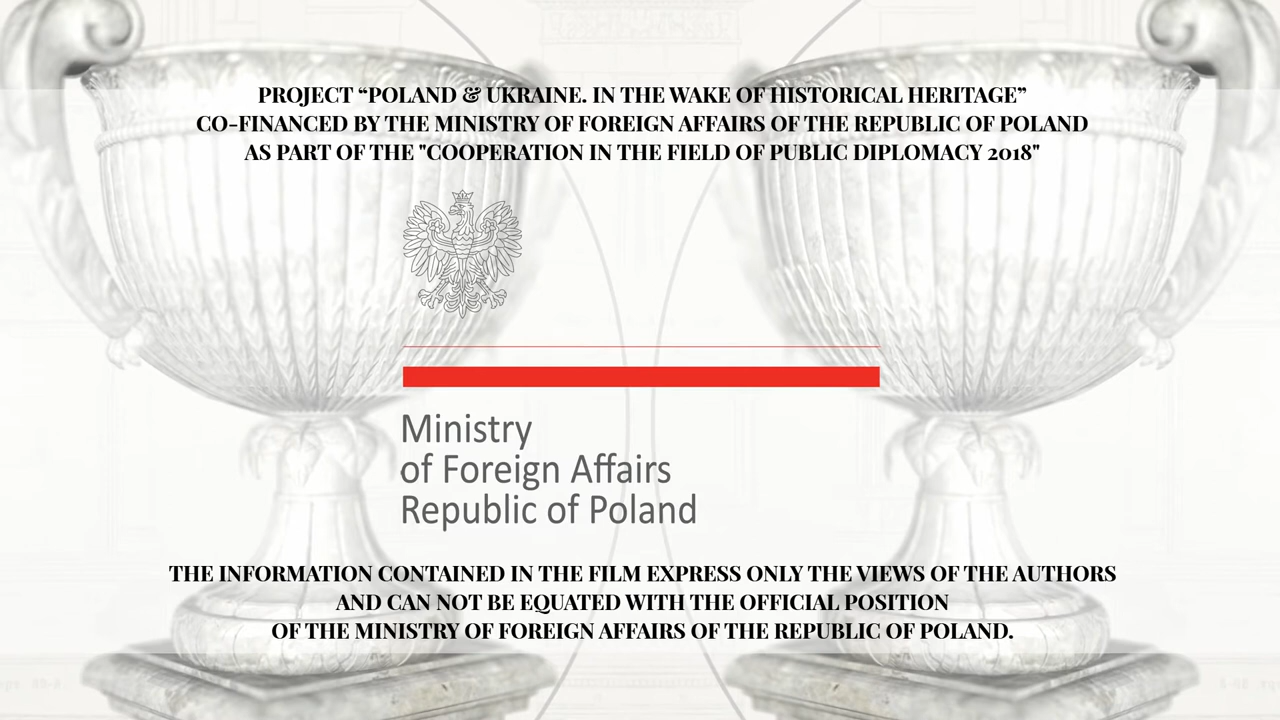 PROJECT “POLAND & UKRAINE. IN THE WAKE OF HISTORICAL HERITAGE”
CO-FINANCED BY THE MINISTRY OF FOREIGN AFFAIRS OF THE REPUBLIC OF POLAND
AS PART OF THE "COOPERATION IN THE FIELD OF PUBLIC DIPLOMACY 2018"
Ministry
of Foreign Affairs
Republic of Poland
THE INFORMATION CONTAINED IN THE FILM EXPRESS ONLY THE VIEWS OF THE AUTHORS
AND CAN NOT BE EQUATED WITH THE OFFICIAL POSITION
OF THE MINISTRY OF FOREIGN AFFAIRS OF THE REPUBLIC OF POLAND.